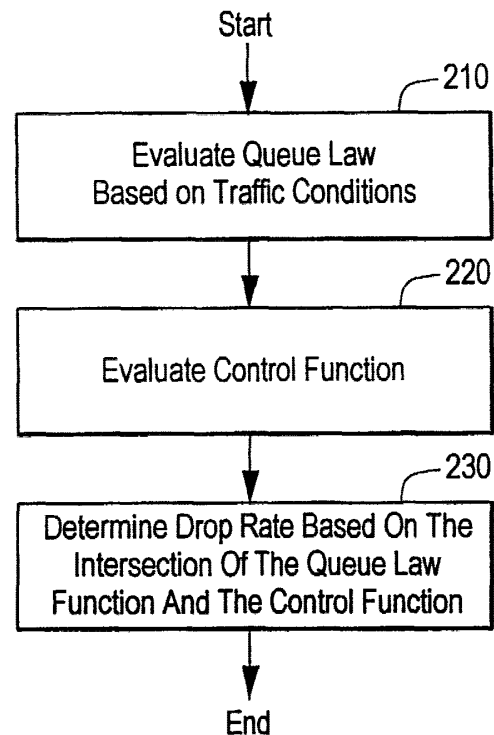 Start
210
Evaluate Queue Law
Based on Traffic Conditions
220
Evaluate Control Function
230
Determine Drop Rate Based On The
Intersection Of The Queue Law
Function And The Control Function
End